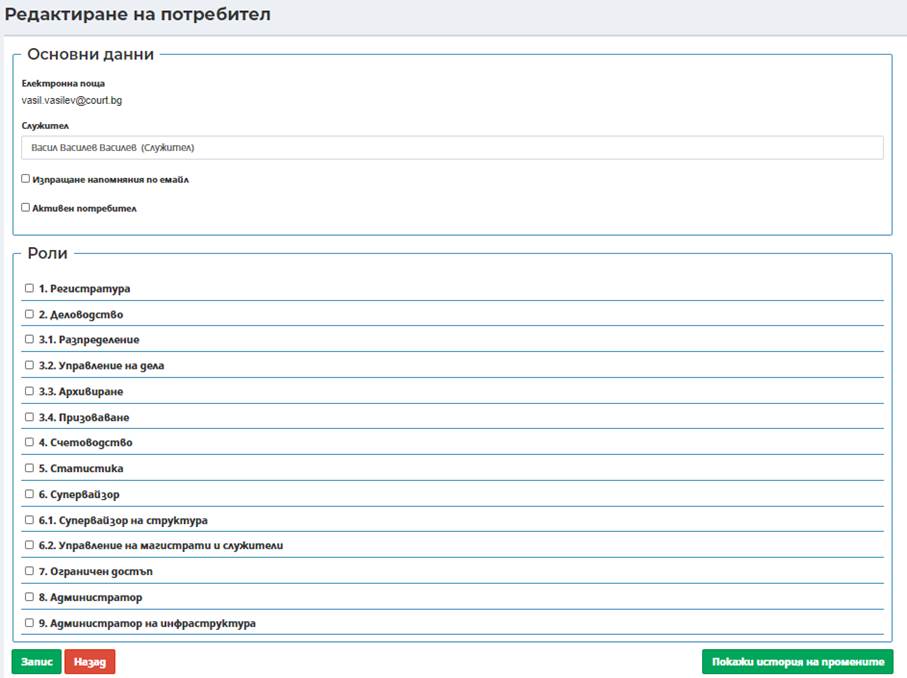 Редактиране на потребител
Основни данни
Електронна поща
vasil.vasilev@court.bg
Служител
Васил Василев Василев (Служител)
Изпращане напомняния по емайл
Активен потребител
Роли
1. Регистратура
2. Деловодство
3.1. Разпределение
3.2. Управление на дела
3.3. Архивиране
3.4. Призоваване
4. Счетоводство
5. Статистика
6. Супервайзор
6.1. Супервайзор на структура
6.2. Управление на магистрати и служители
7. Ограничен достъп
8. Администратор
9. Администратор на инфраструктура
Запис Назад Покажи история на промените